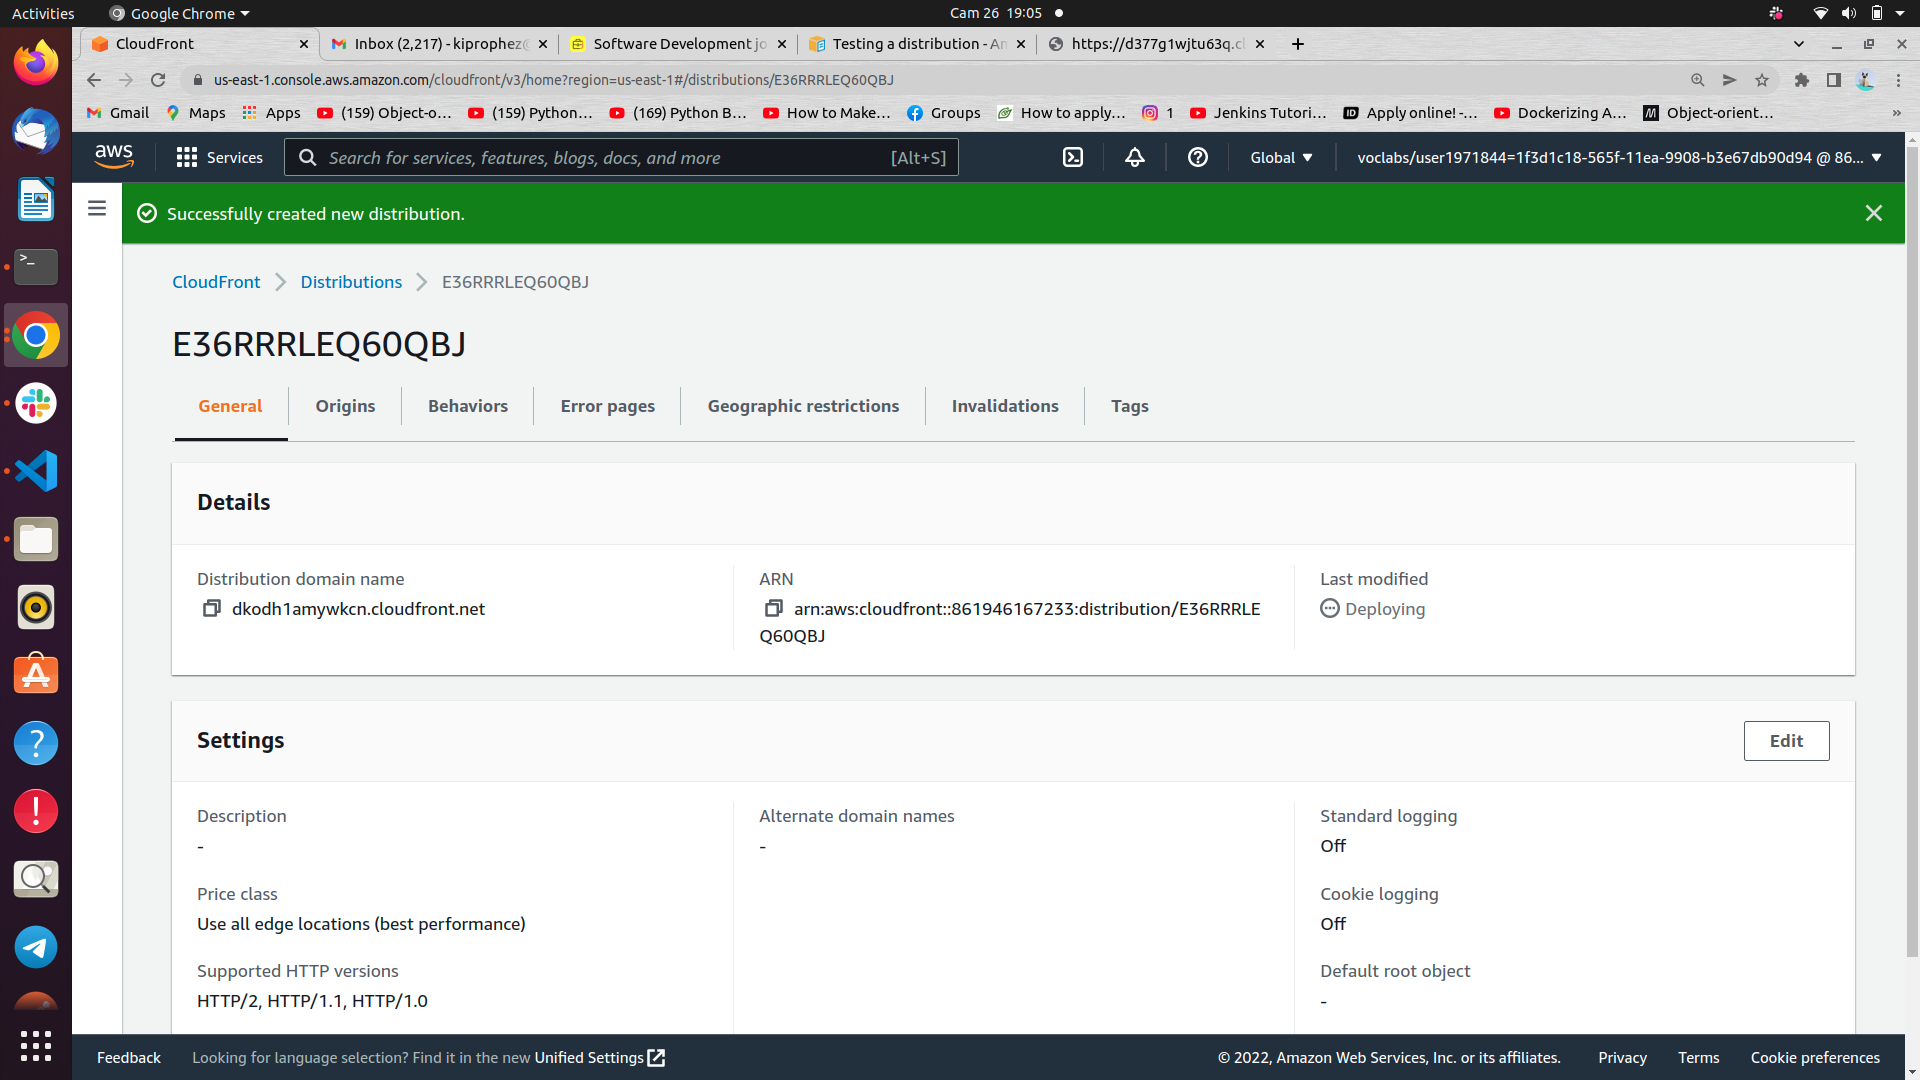 Activities
Google Chrome
Cam 26 19:05
CloudFront
Inbox (2,217) - kiprophez@
Software Development jo
Testing a distribution - An
https://d377g1wjtu63q.cl
us-east-1.console.aws.amazon.com/cloudfront/v3/home?region=us-east-1#/distributions/E36RRRLEQ60QBJ
Gmail
Maps
Apps
(159) Object-o...
(159) Python...
(169) Python B...
How to Make...
Groups
How to apply...
1
Jenkins Tutori...
Apply online! -...
Dockerizing A...
Object-orient...
aws
Services
Search for services, features, blogs, docs, and more
[Alt+S]
Global
voclabs/user1971844=1f3d1c18-565f-11ea-9908-b3e67db90d94 @ 86...
Successfully created new distribution.
CloudFront
Distributions
E36RRRLEQ60QBJ
E36RRRLEQ60QBJ
General
Origins
Behaviors
Error pages
Geographic restrictions
Invalidations
Tags
Details
Distribution domain name
dkodh1amywkcn.cloudfront.net
ARN
arn:aws:cloudfront::861946167233:distribution/E36RRRLE
Q60QBJ
Last modified
Deploying
Settings
Edit
Description
-
Price class
Use all edge locations (best performance)
Supported HTTP versions
HTTP/2, HTTP/1.1, HTTP/1.0
Alternate domain names
-
Standard logging
Off
Cookie logging
Off
Default root object
-
Feedback
Looking for language selection? Find it in the new Unified Settings
© 2022, Amazon Web Services, Inc. or its affiliates.
Privacy
Terms
Cookie preferences